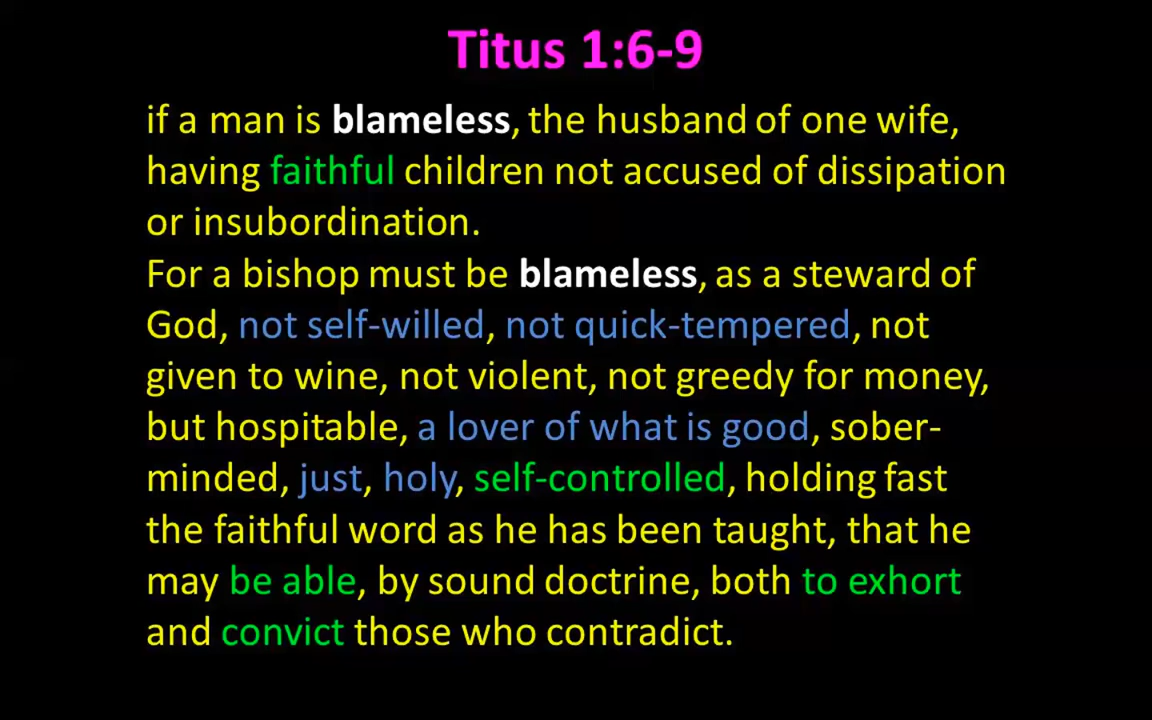 Titus 1:6-9
if a man is blameless, the husband of one wife,
having faithful children not accused of dissipation
or insubordination.
For a bishop must be blameless, as a steward of
God, not self-willed, not quick-tempered, not
given to wine, not violent, not greedy for money,
but hospitable, a lover of what is good, sober-
minded, just, holy, self-controlled, holding fast
the faithful word as he has been taught, that he
may be able, by sound doctrine, both to exhort
and convict those who contradict.